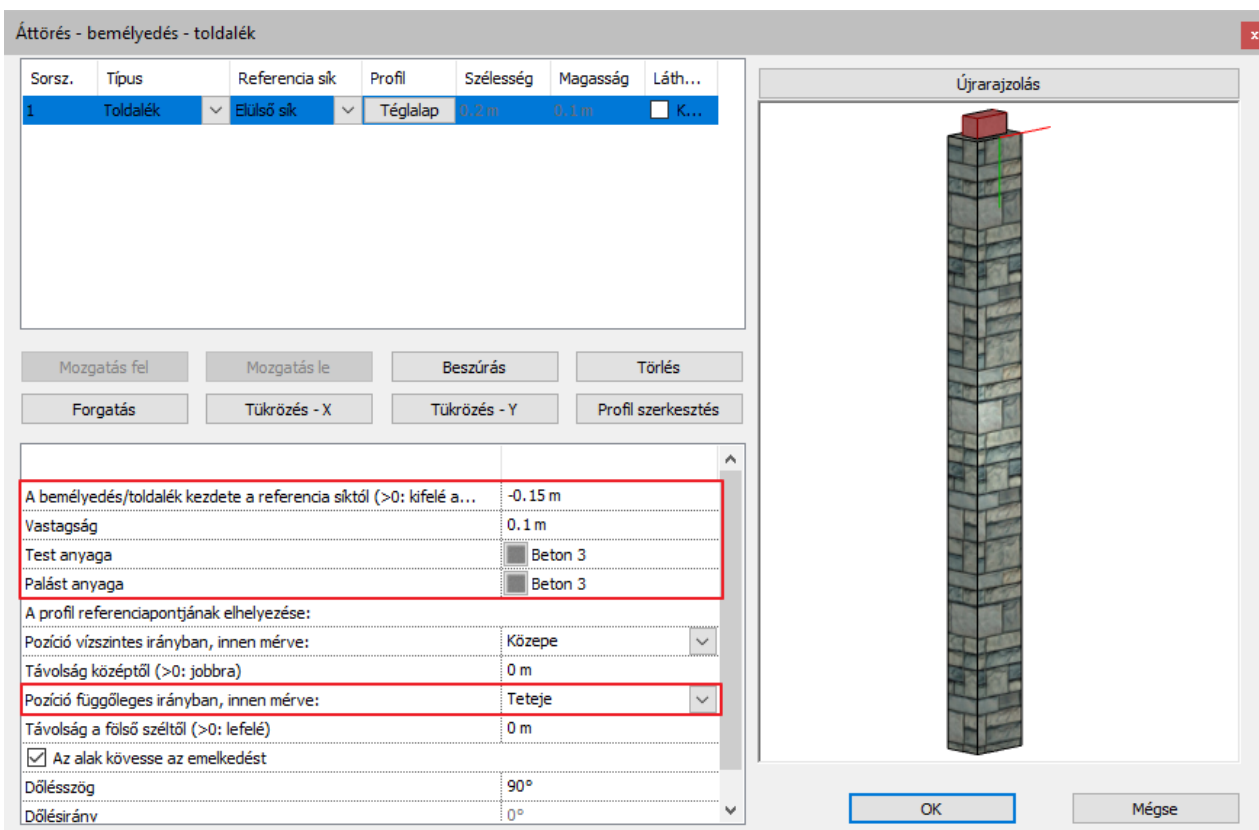 Áttörés - bemélyedés - toldalék
x
Sorsz. Típus Referencia sík Profil Szélesség Magasság Láth...
1 Toldalék Elülső sík Téglalap 0.2 m 0.1 m K...
Újrarajzolás
Mozgatás fel Mozgatás le Beszúrás Törlés
Forgatás Tükrözés - X Tükrözés - Y Profil szerkesztés
A bemélyedés/toldalék kezdete a referencia síktól (>0: kifelé a... -0.15 m
Vastagság 0.1 m
Test anyaga Beton 3
Palást anyaga Beton 3
A profil referenciapontjának elhelyezése:
Pozíció vízszintes irányban, innen mérve: Közepe
Távolság középtől (>0: jobbra) 0 m
Pozíció függőleges irányban, innen mérve: Teteje
Távolság a fölső széltől (>0: lefelé) 0 m
Az alak kövesse az emelkedést
Dőlésszög 90°
Dőlésirány 0°
OK Mégse